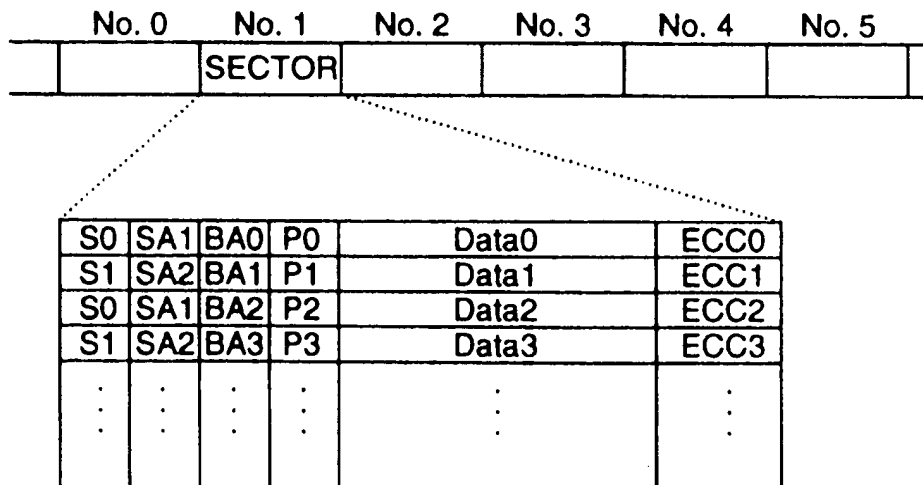 No. 0 No. 1 No. 2 No. 3 No. 4 No. 5
SECTOR
S0 SA1 BA0 P0 Data0 ECC0
S1 SA2 BA1 P1 Data1 ECC1
S0 SA1 BA2 P2 Data2 ECC2
S1 SA2 BA3 P3 Data3 ECC3